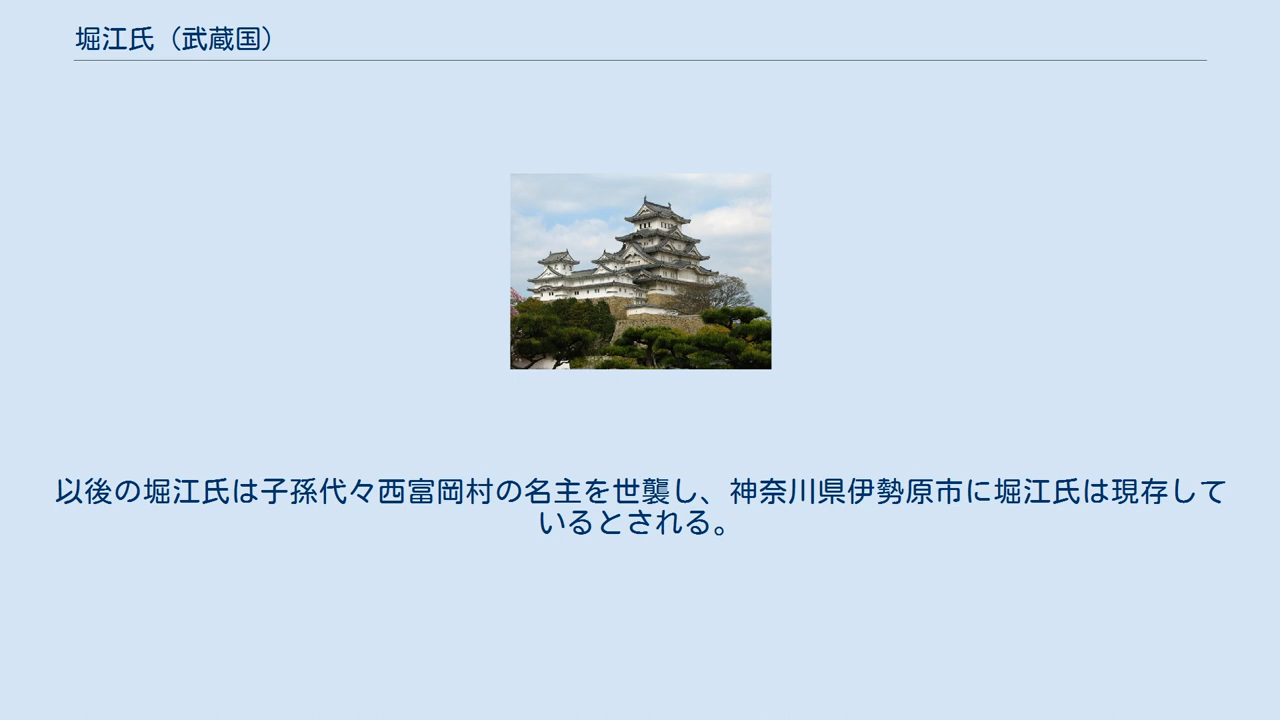 堀江氏（武蔵国）
以後の堀江氏は子孫代々西富岡村の名主を世襲し、神奈川県伊勢原市に堀江氏は現存して
いるとされる。